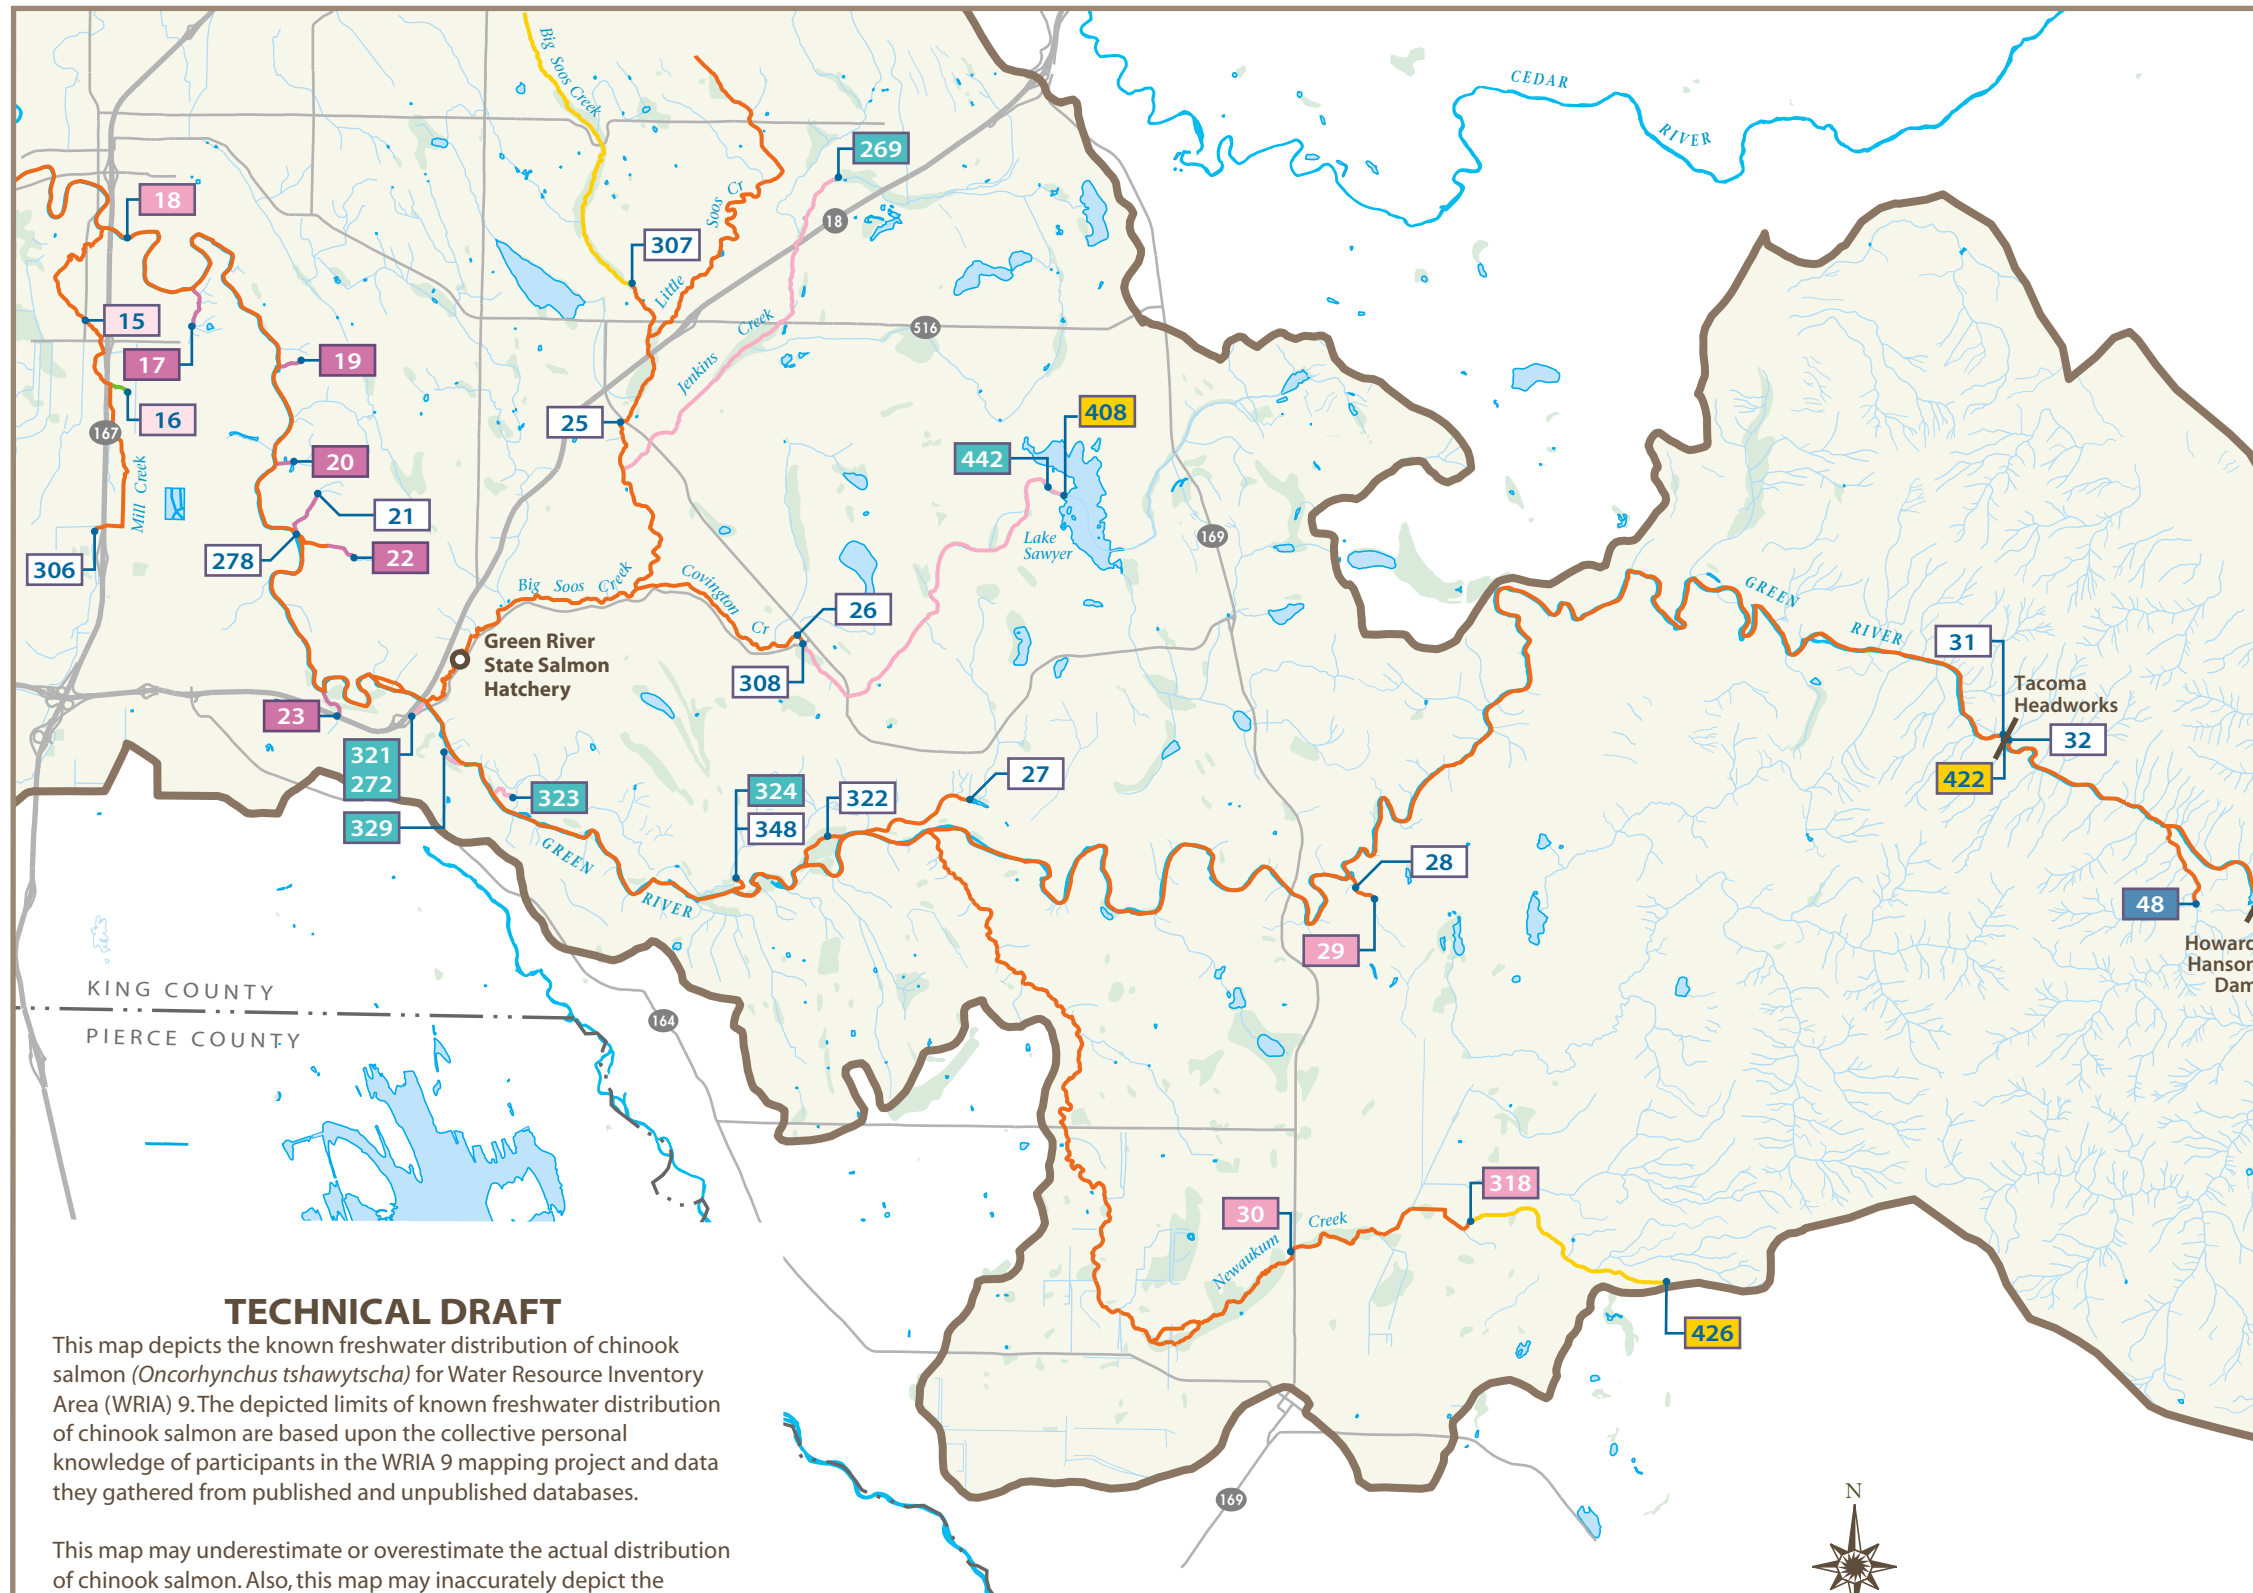 Big Soos Creek
CEDAR
RIVER
269
18
18
307
Little Soos Cr
15
Jenkins Creek
516
17
19
16
25
408
167
442
20
Mill Creek
21
Lake
Sawyer
169
306
278
22
GREEN
RIVER
Big Soos Creek
Covington Cr
26
31
Green River
State Salmon
Hatchery
308
Tacoma
Headworks
23
32
321
272
422
323
324
322
27
329
348
GREEN
RIVER
28
48
29
Howard
Hanson
Dam
KING COUNTY
PIERCE COUNTY
164
318
30
Newaukum Creek
426
TECHNICAL DRAFT
This map depicts the known freshwater distribution of chinook
salmon (Oncorhynchus tshawytscha) for Water Resource Inventory
Area (WRIA) 9. The depicted limits of known freshwater distribution
of chinook salmon are based upon the collective personal
knowledge of participants in the WRIA 9 mapping project and data
they gathered from published and unpublished databases.
This map may underestimate or overestimate the actual distribution
of chinook salmon. Also, this map may inaccurately depict the
169
N